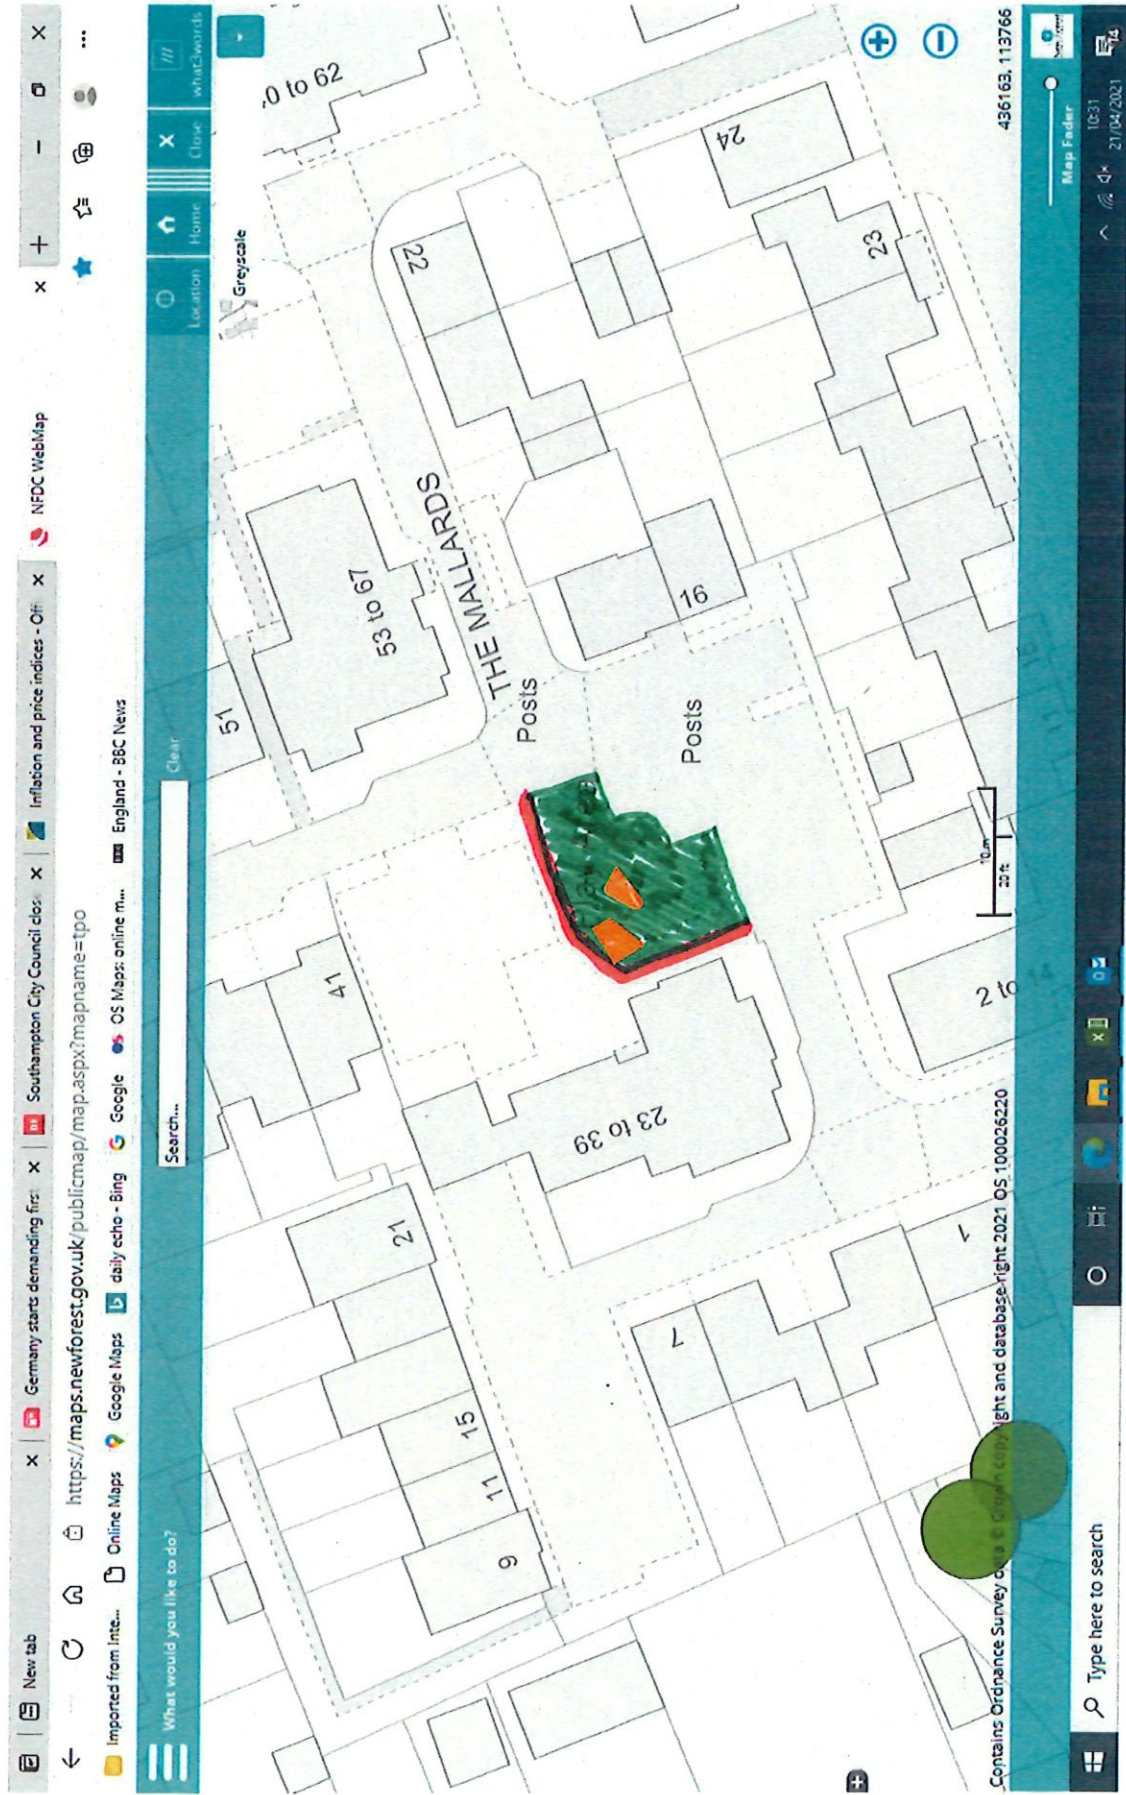 New tab
Germany starts demanding first
Southampton City Council clos
Inflation and price indices - Off
NFDC WebMap
https://maps.newforest.gov.uk/publicmap/map.aspx?mapname=tpo
Imported from Inte...
Online Maps
Google Maps
daily echo - Bing
Google
OS Maps: online m...
England - BBC News
What would you like to do?
Search...
Clear
Location
Home
Close
what3words
Greyscale
0 to 62
51
53 to 67
22
THE MALLARDS
41
21
15
11
9
Posts
Posts
23 to 39
16
24
23
7
1
2 to
14
10 m
20 ft
Contains Ordnance Survey data © Crown copyright and database right 2021 OS 100026220
436163, 113766
Map Fader
Type here to search
10:31
21/04/2021
14